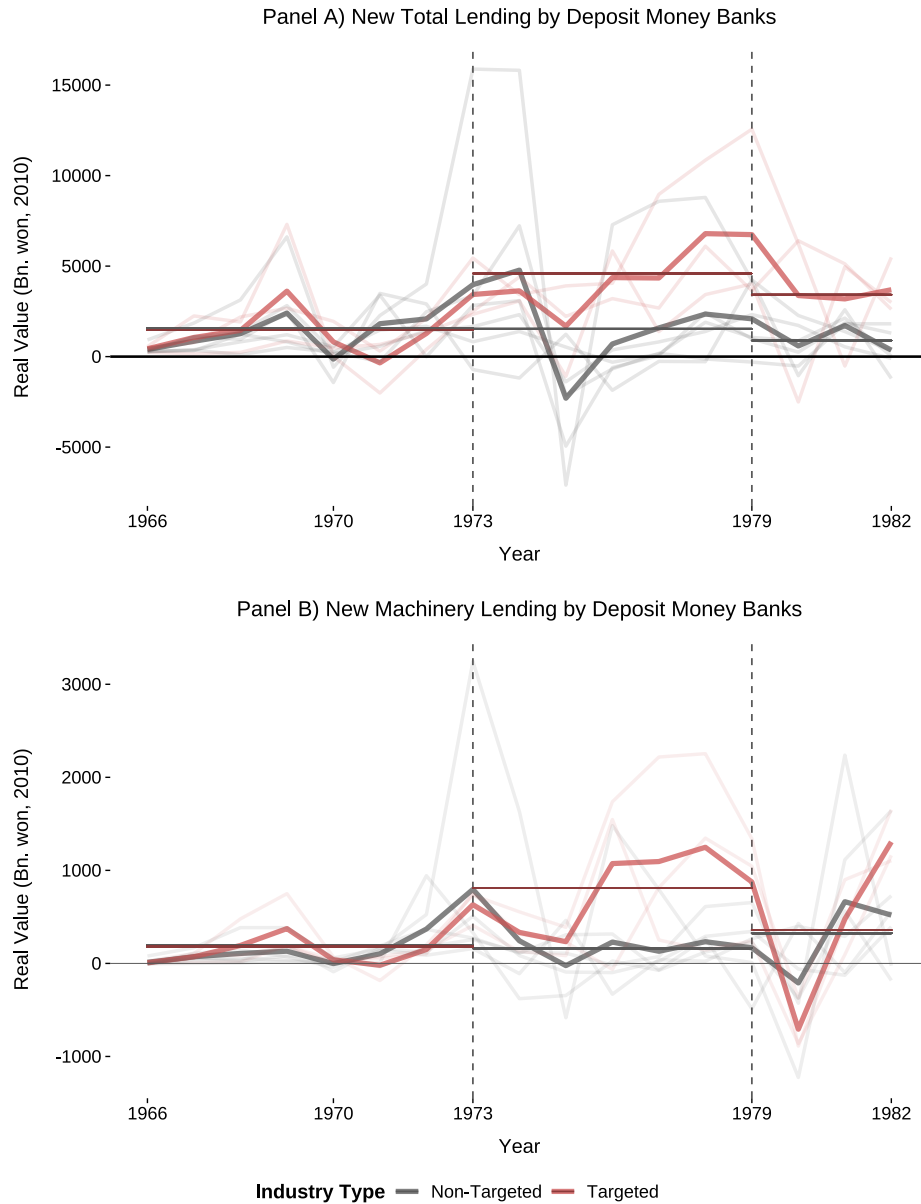 Panel A) New Total Lending by Deposit Money Banks
Real Value (Bn. won, 2010)
15000
10000
5000
0
-5000
1966 1970 1973 1979 1982
Year
Panel B) New Machinery Lending by Deposit Money Banks
Real Value (Bn. won, 2010)
3000
2000
1000
0
-1000
1966 1970 1973 1979 1982
Year
Industry Type Non-Targeted Targeted